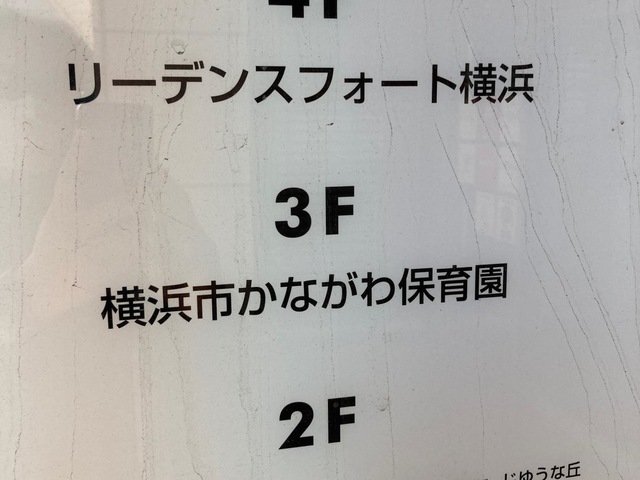 4F
リーデンスフォート横浜
3F
横浜市かながわ保育園
2F
じゆうな丘